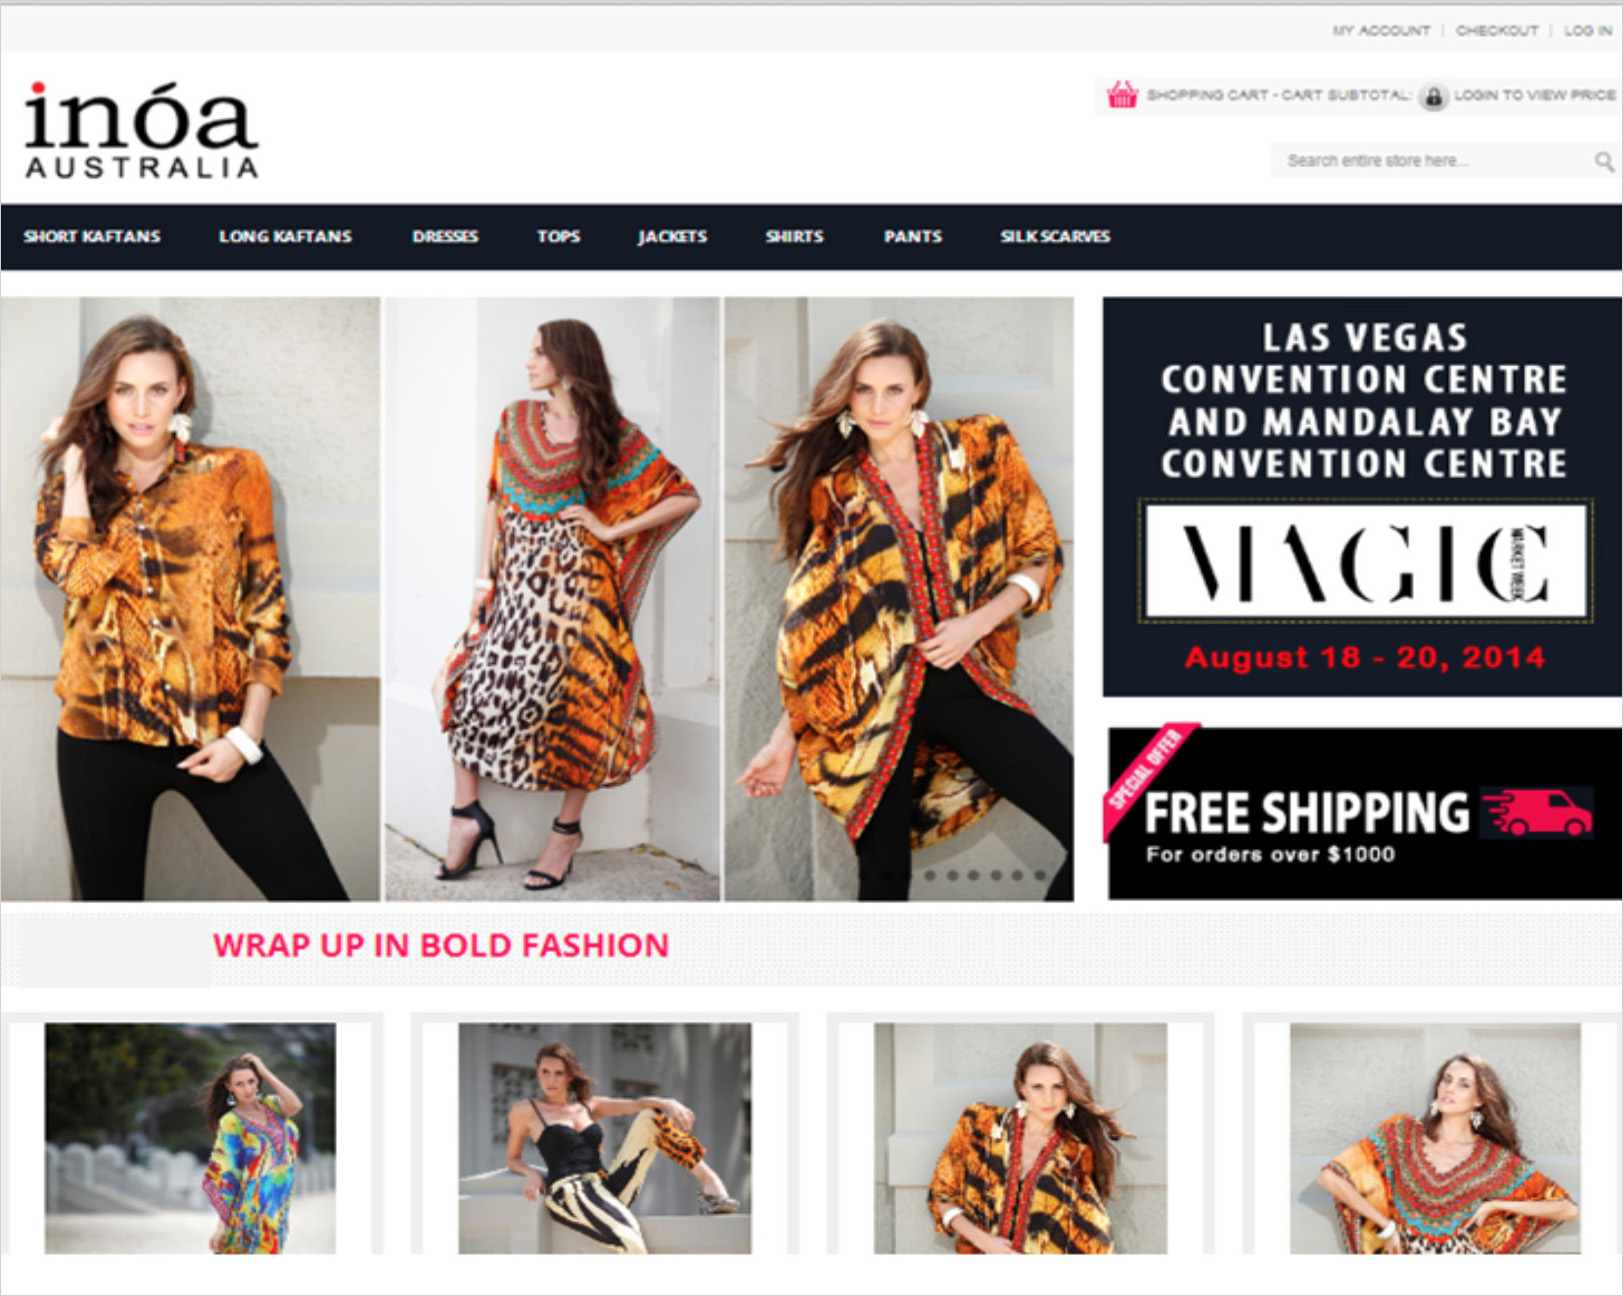 MY ACCOUNT | CHECKOUT | LOG IN
inóa
AUSTRALIA
SHOPPING CART - CART SUBTOTAL: LOGIN TO VIEW PRICE
Search entire store here...
SHORT KAFTANS LONG KAFTANS DRESSES TOPS JACKETS SHIRTS PANTS SILK SCARVES
LAS VEGAS
CONVENTION CENTRE
AND MANDALAY BAY
CONVENTION CENTRE
MAGIC
MARKET WEEK
August 18 - 20, 2014
SPECIAL OFFER
FREE SHIPPING
For orders over $1000
WRAP UP IN BOLD FASHION